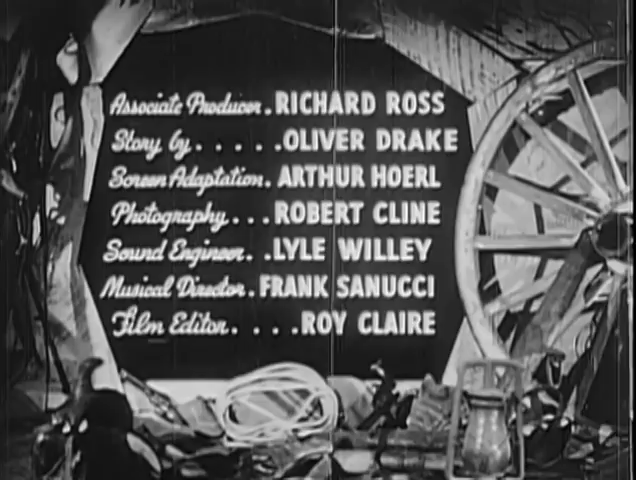 Associate Producer. RICHARD ROSS
Story by.....OLIVER DRAKE
Screen Adaptation. ARTHUR HOERL
Photography...ROBERT CLINE
Sound Engineer..LYLE WILLEY
Musical Director. FRANK SANUCCI
Film Editor....ROY CLAIRE